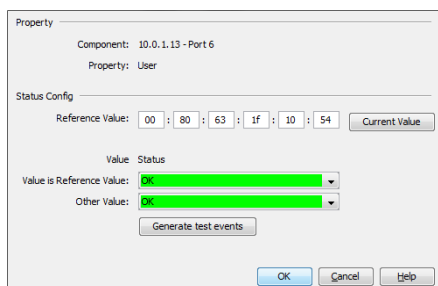 Property
Component: 10.0.1.13 - Port 6
Property: User
Status Config
Reference Value: 00 : 80 : 63 : 1f : 10 : 54 Current Value
Value Status
Value is Reference Value: OK
Other Value: OK
Generate test events
OK Cancel Help